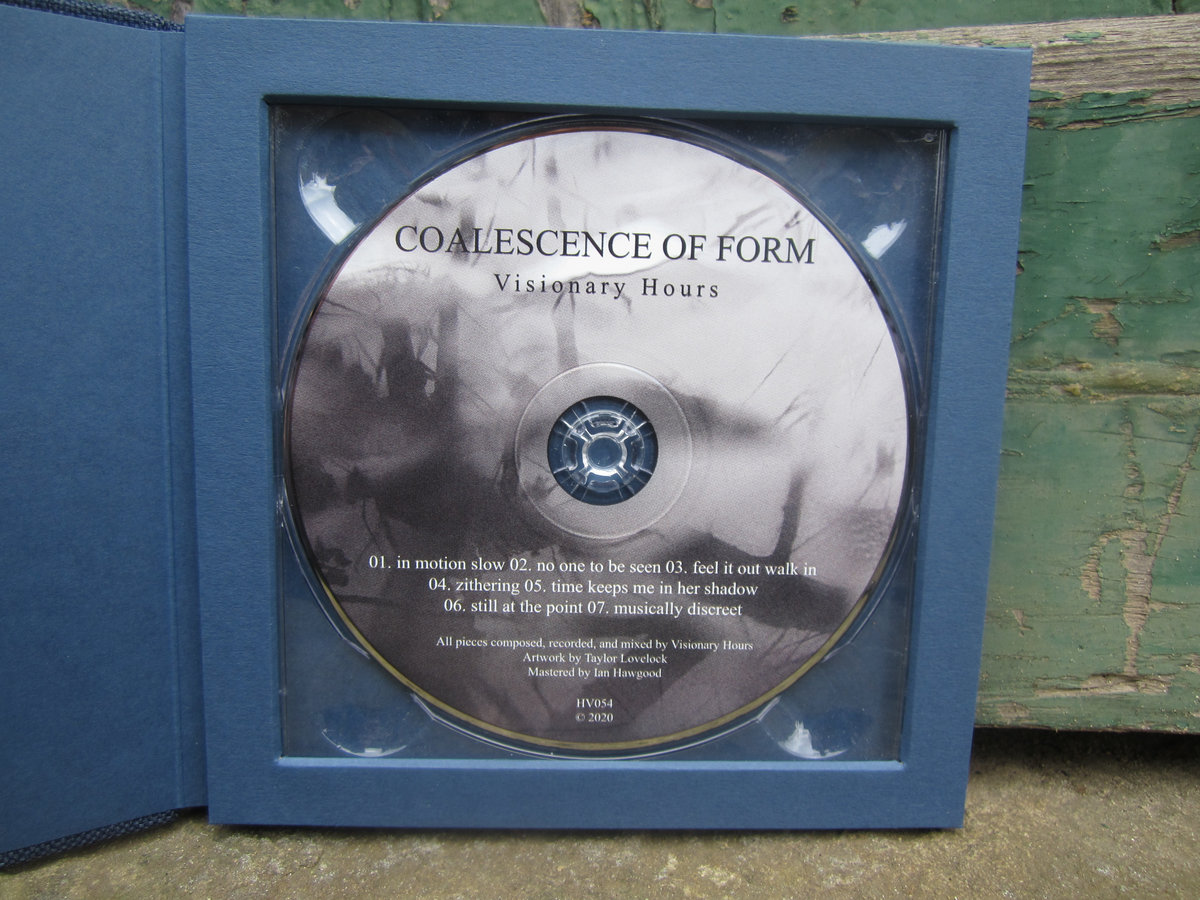 COALESCENCE OF FORM
Visionary Hours
01. in motion slow 02. no one to be seen 03. feel it out walk in
04. zithering 05. time keeps me in her shadow
06. still at the point 07. musically discreet
All pieces composed, recorded, and mixed by Visionary Hours
Artwork by Taylor Lovelock
Mastered by Ian Hawgood
HV054
© 2020